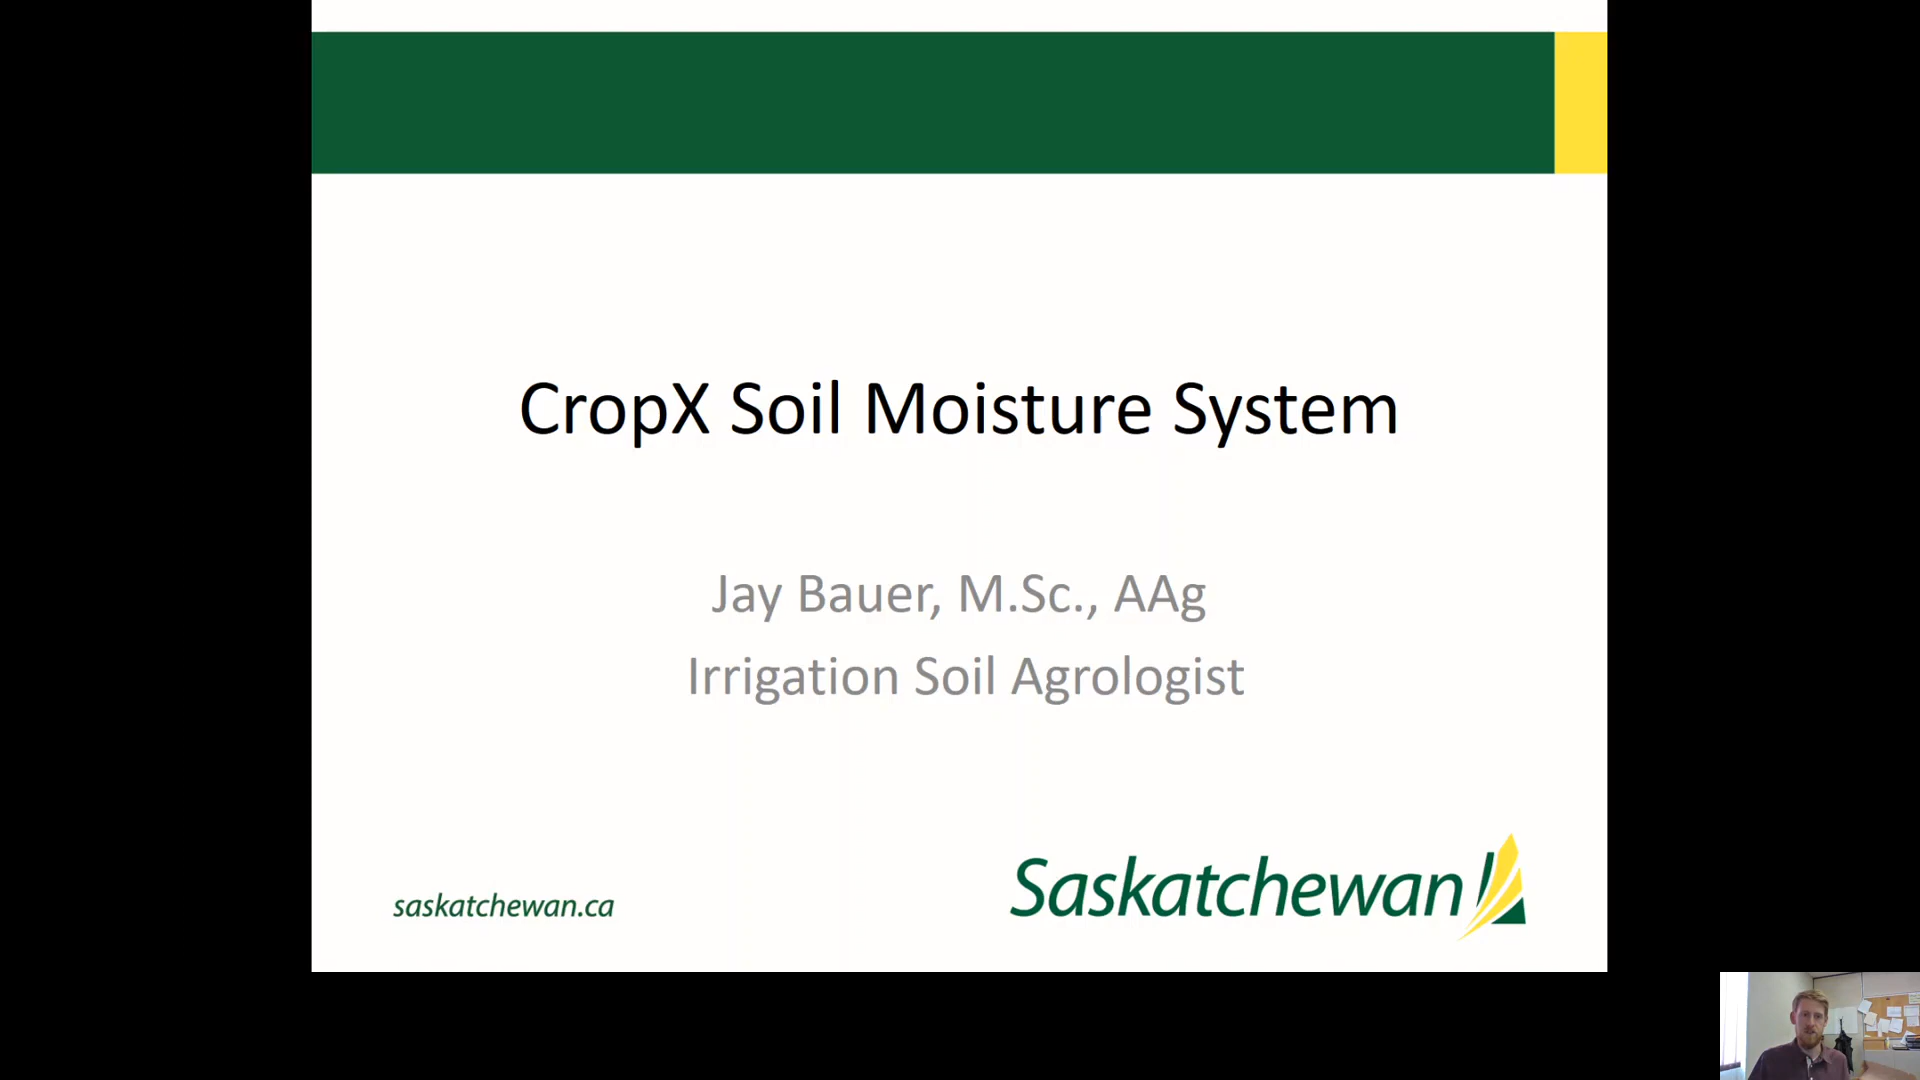 CropX Soil Moisture System
Jay Bauer, M.Sc., AAg
Irrigation Soil Agrologist
saskatchewan.ca
Saskatchewan